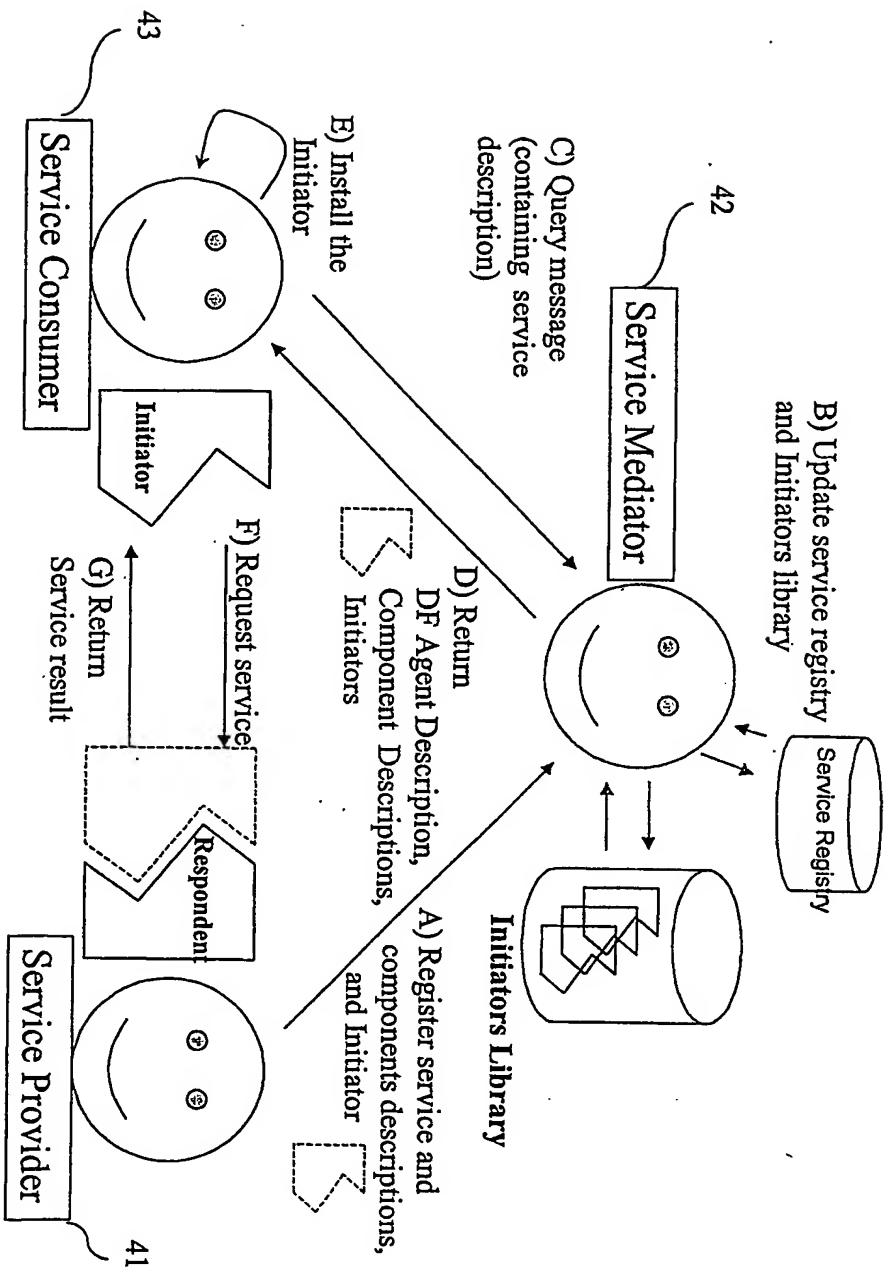 B) Update service registry
and Initiators library
Service Registry
42
Service Mediator
Initiators Library
C) Query message
(containing service
description)
D) Return
DF Agent Description,
Component Descriptions,
Initiators
A) Register service and
components descriptions,
and Initiator
E) Install the
Initiator
43
Service Consumer
Initiator
F) Request service
G) Return
Service result
Respondent
Service Provider
41